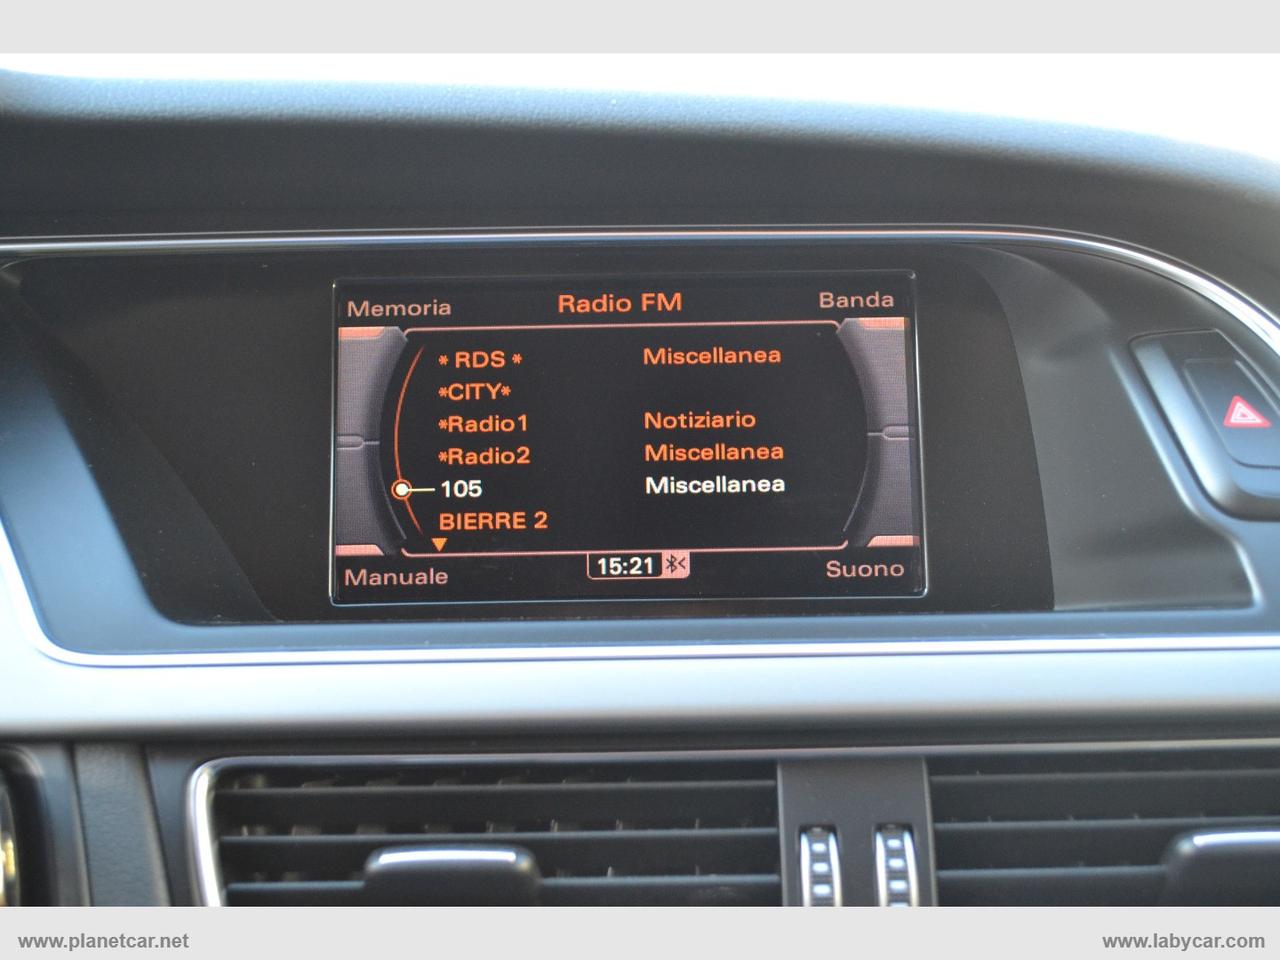 Memoria Radio FM Banda
* RDS * Miscellanea
*CITY*
*Radio1 Notiziario
*Radio2 Miscellanea
105 Miscellanea
BIERRE 2
Manuale 15:21 Suono
www.planetcar.net www.labycar.com